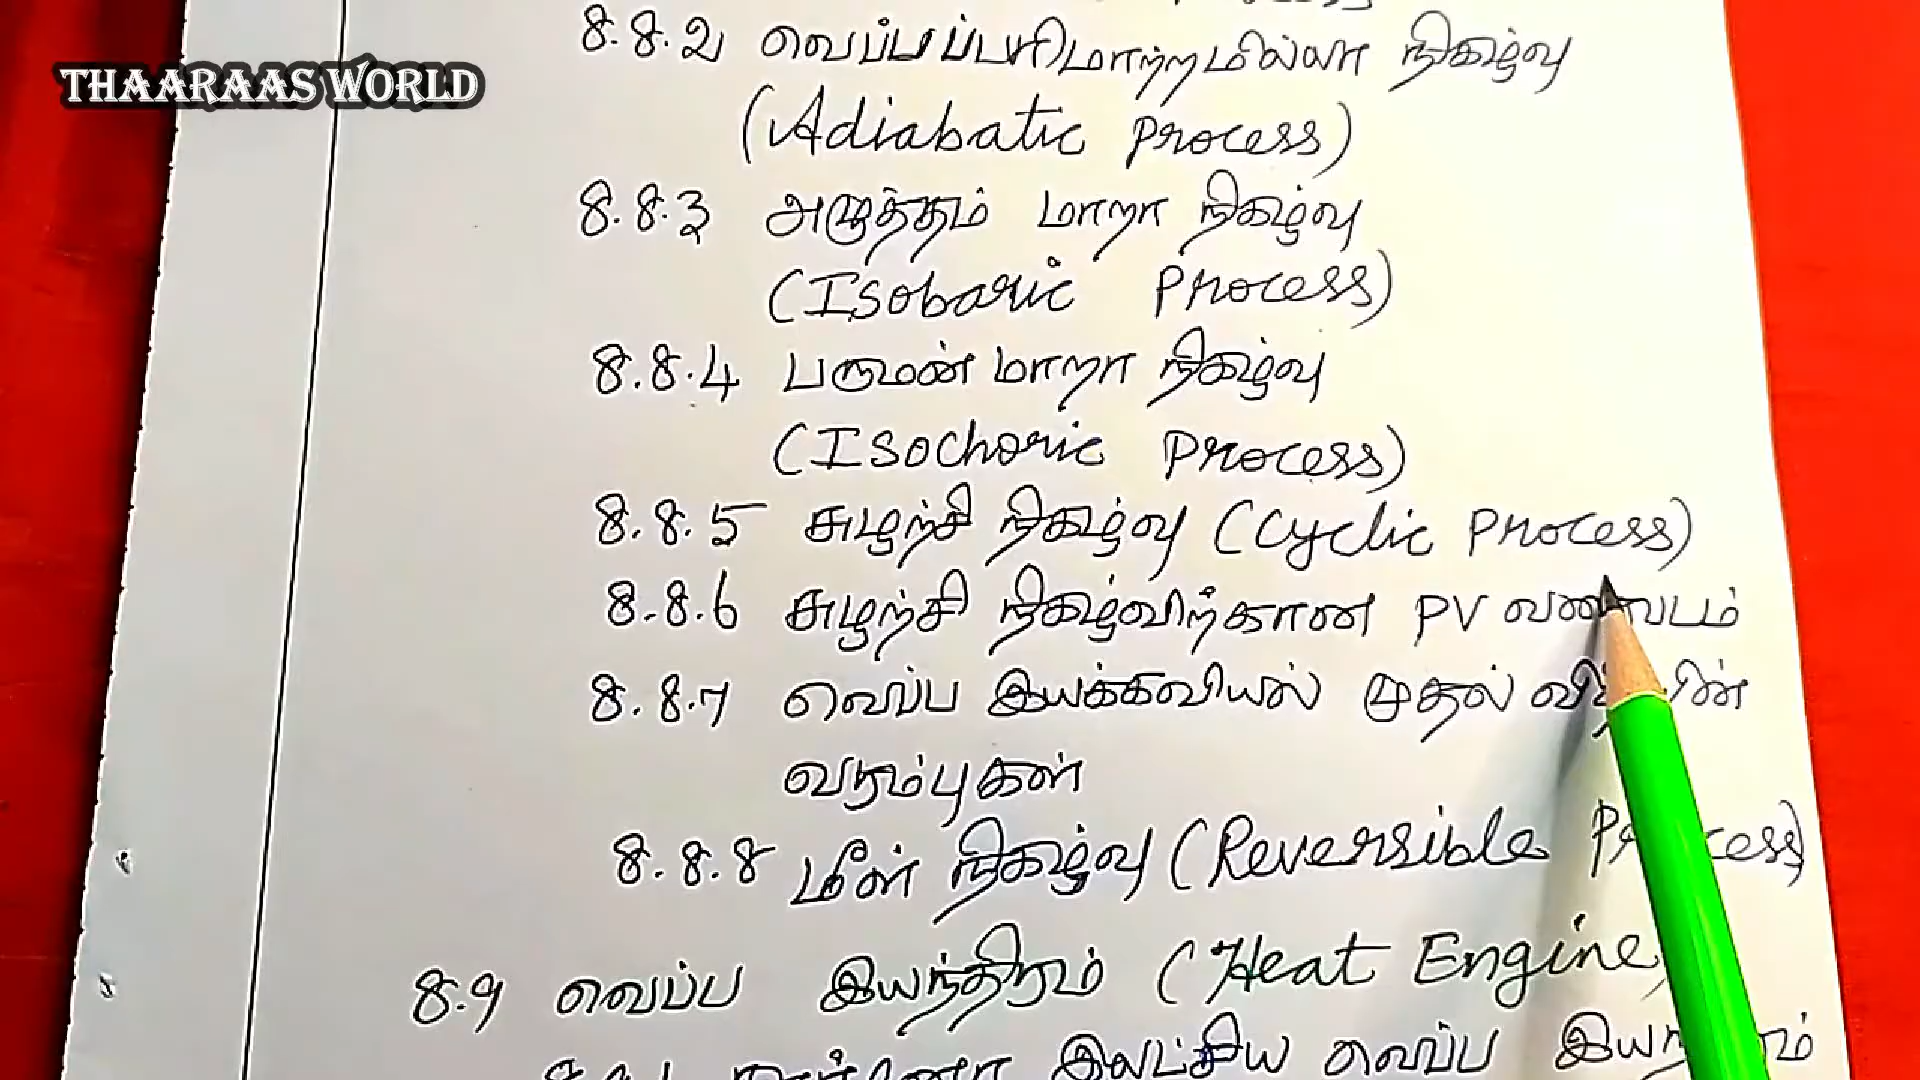 8.8.2 வெப்பப்பரிமாற்றமில்லா நிகழ்வு
THAARAAS WORLD
(Adiabatic process)
8.8.3 அழுத்தம் மாறா நிகழ்வு
(Isobaric Process)
8.8.4 பருமன் மாறா நிகழ்வு
(Isochoric Process)
8.8.5 சுழற்சி நிகழ்வு (Cyclic Process)
8.8.6 சுழற்சி நிகழ்விற்கான PV
8.8.7 வெப்ப இயக்கவியல் முதல்
வரம்புகள்
8.8.8 மீள் நிகழ்வு (Reversible
8.9 வெப்ப இயந்திரம் (Heat Engine)
இலட்சிய வெப்ப